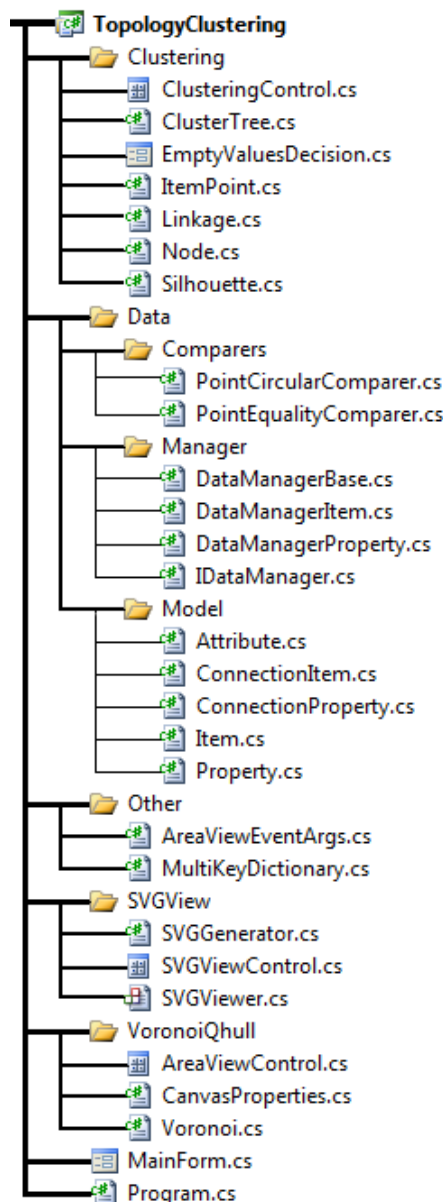 TopologyClustering
Clustering
ClusteringControl.cs
ClusterTree.cs
EmptyValuesDecision.cs
ItemPoint.cs
Linkage.cs
Node.cs
Silhouette.cs
Data
Comparers
PointCircularComparer.cs
PointEqualityComparer.cs
Manager
DataManagerBase.cs
DataManagerItem.cs
DataManagerProperty.cs
IDataManager.cs
Model
Attribute.cs
ConnectionItem.cs
ConnectionProperty.cs
Item.cs
Property.cs
Other
AreaViewEventArgs.cs
MultiKeyDictionary.cs
SVGView
SVGGenerator.cs
SVGViewControl.cs
SVGViewer.cs
VoronoiQhull
AreaViewControl.cs
CanvasProperties.cs
Voronoi.cs
MainForm.cs
Program.cs